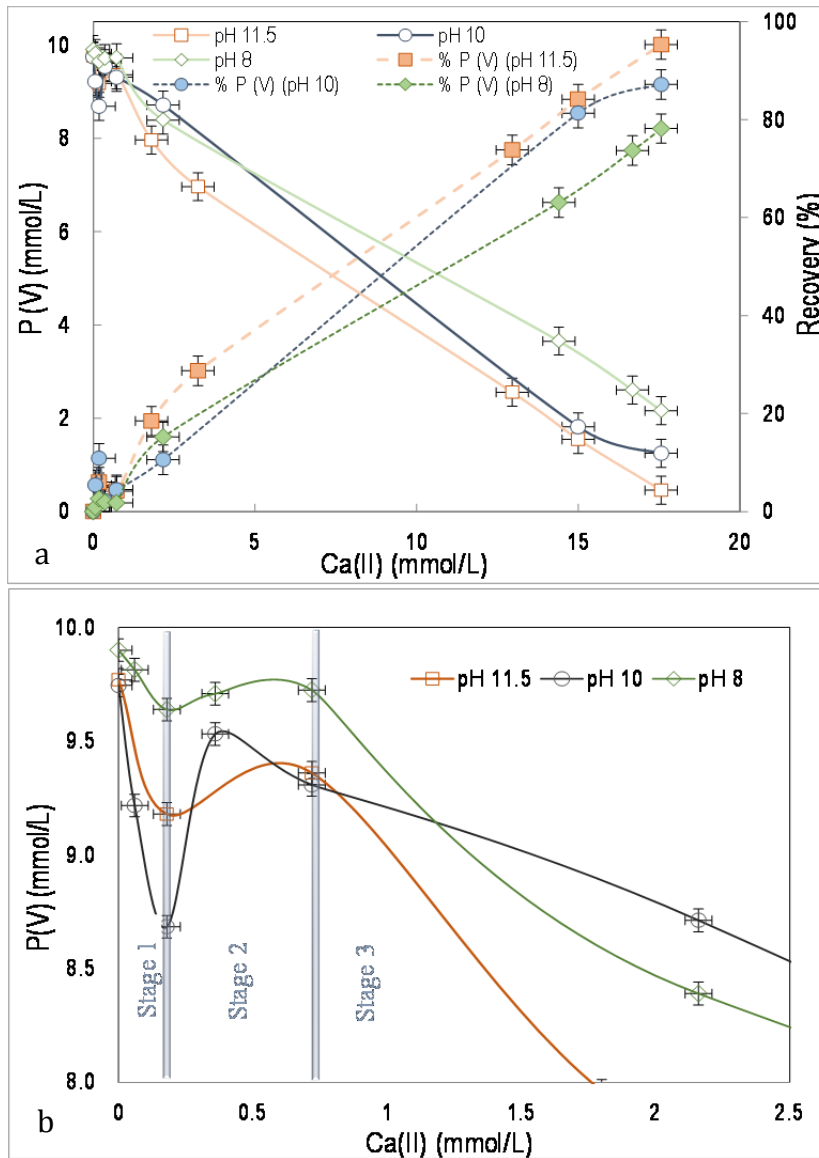 pH 11.5
pH 10
pH 8
% P (V) (pH 11.5)
% P (V) (pH 10)
% P (V) (pH 8)
10
8
6
4
2
0
P (V) (mmol/L)
100
80
60
40
20
0
Recovery (%)
0
5
10
15
20
Ca(II) (mmol/L)
a
pH 11.5
pH 10
pH 8
10.0
9.5
9.0
8.5
8.0
P(V) (mmol/L)
Stage 1
Stage 2
Stage 3
0
0.5
1
1.5
2
2.5
Ca(II) (mmol/L)
b